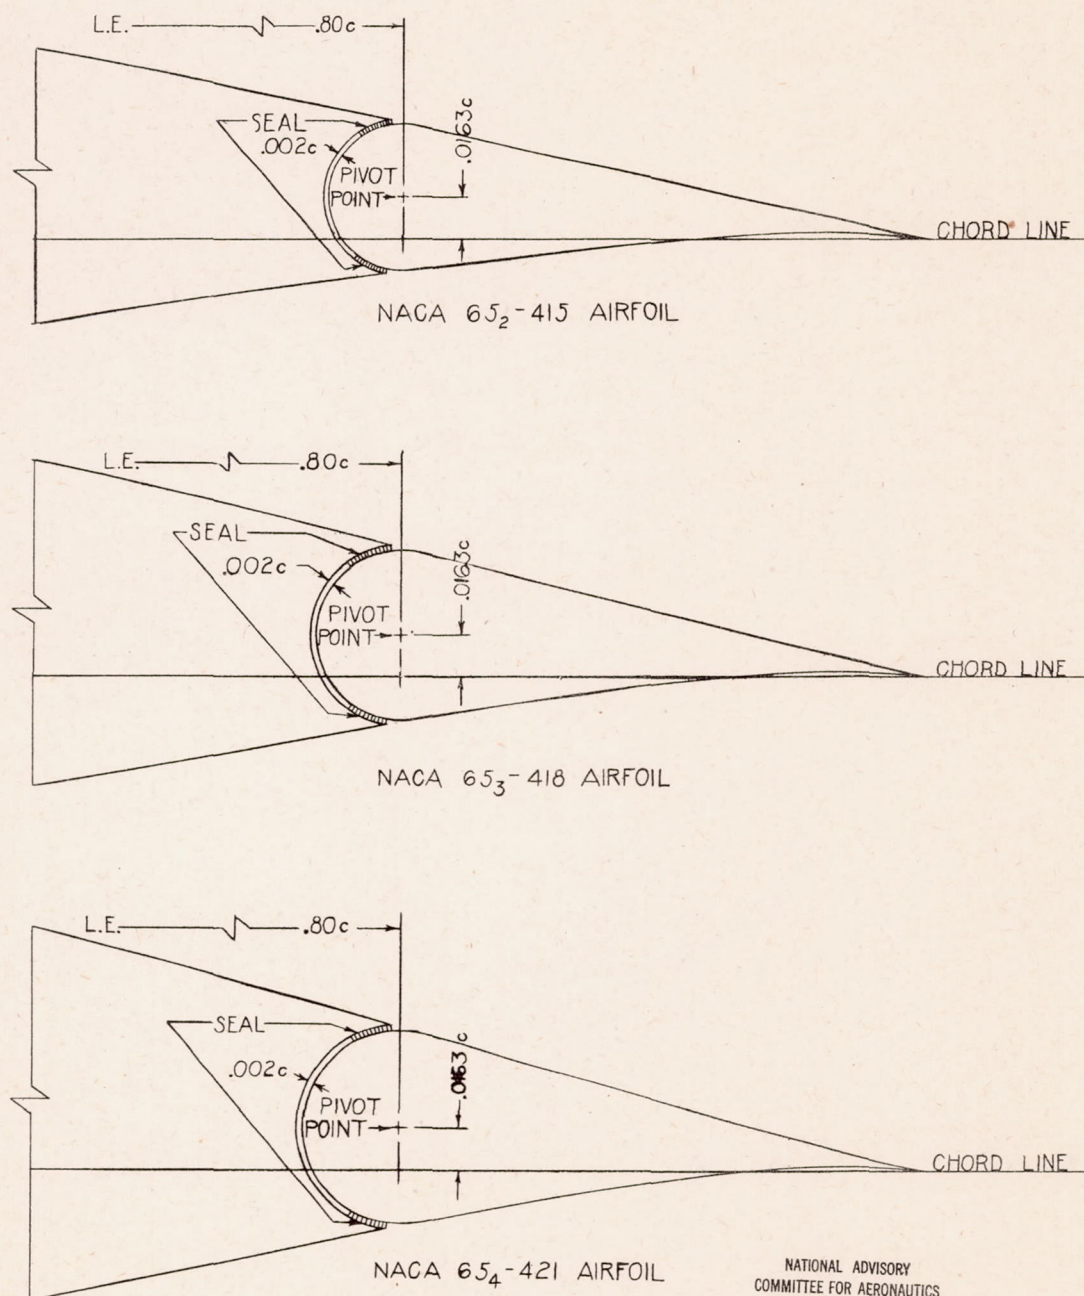 L.E. .80c
.0163c
SEAL
.002c
PIVOT
POINT
CHORD LINE
NACA 65₂-415 AIRFOIL
L.E. .80c
.0163c
SEAL
.002c
PIVOT
POINT
CHORD LINE
NACA 65₃-418 AIRFOIL
L.E. .80c
.0163 c
SEAL
.002c
PIVOT
POINT
CHORD LINE
NACA 65₄-421 AIRFOIL
NATIONAL ADVISORY
COMMITTEE FOR AERONAUTICS